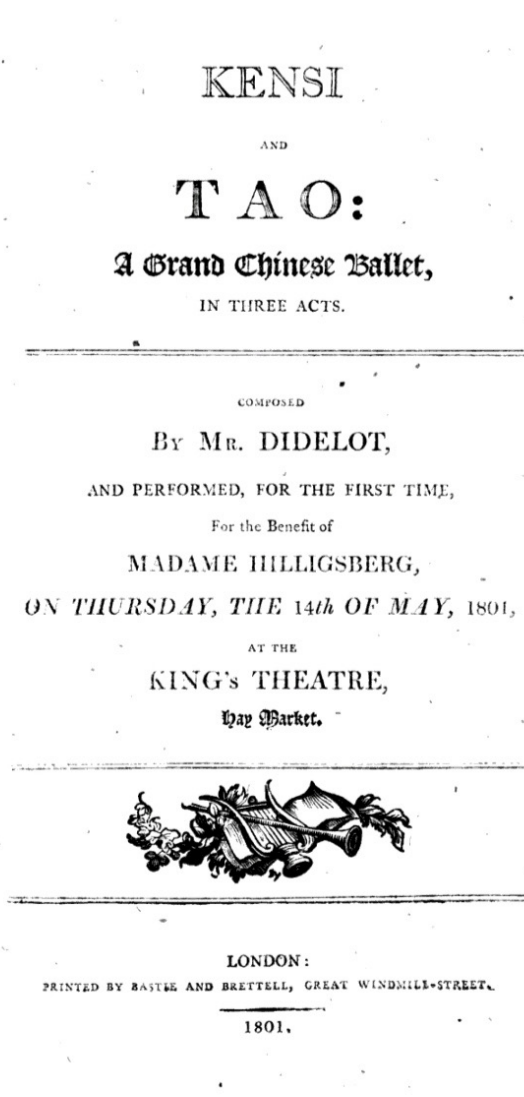 KENSI
AND
TAO:
A Grand Chinese Ballet,
IN THREE ACTS.
COMPOSED
By Mr. DIDELOT,
AND PERFORMED, FOR THE FIRST TIME,
For the Benefit of
MADAME HILLIGSBERG,
ON THURSDAY, THE 14th OF MAY, 1801,
AT THE
KING's THEATRE,
Hay Market.
LONDON:
PRINTED BY BASTIE AND BRETTELL, GREAT WINDMILL-STREET.
1801.